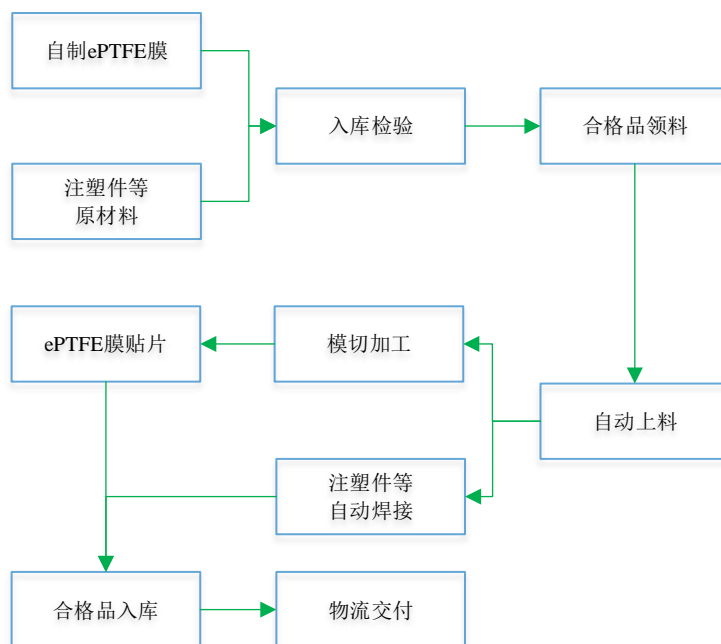 自制ePTFE膜
入库检验
合格品领料
注塑件等
原材料
ePTFE膜贴片
模切加工
自动上料
注塑件等
自动焊接
合格品入库
物流交付